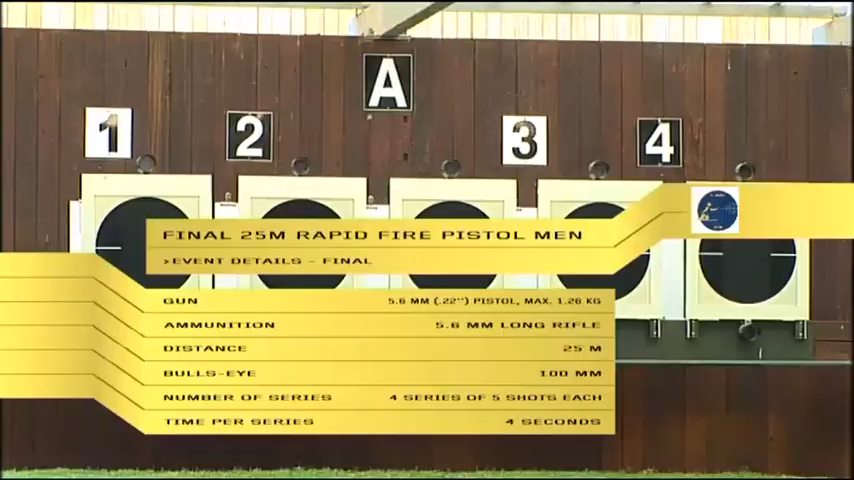 A
1 2 3 4
FINAL 25M RAPID FIRE PISTOL MEN
>EVENT DETAILS - FINAL
GUN 5.6 MM (.22'') PISTOL, MAX. 1.26 KG
AMMUNITION 5.6 MM LONG RIFLE
DISTANCE 25 M
BULLS-EYE 100 MM
NUMBER OF SERIES 4 SERIES OF 5 SHOTS EACH
TIME PER SERIES 4 SECONDS